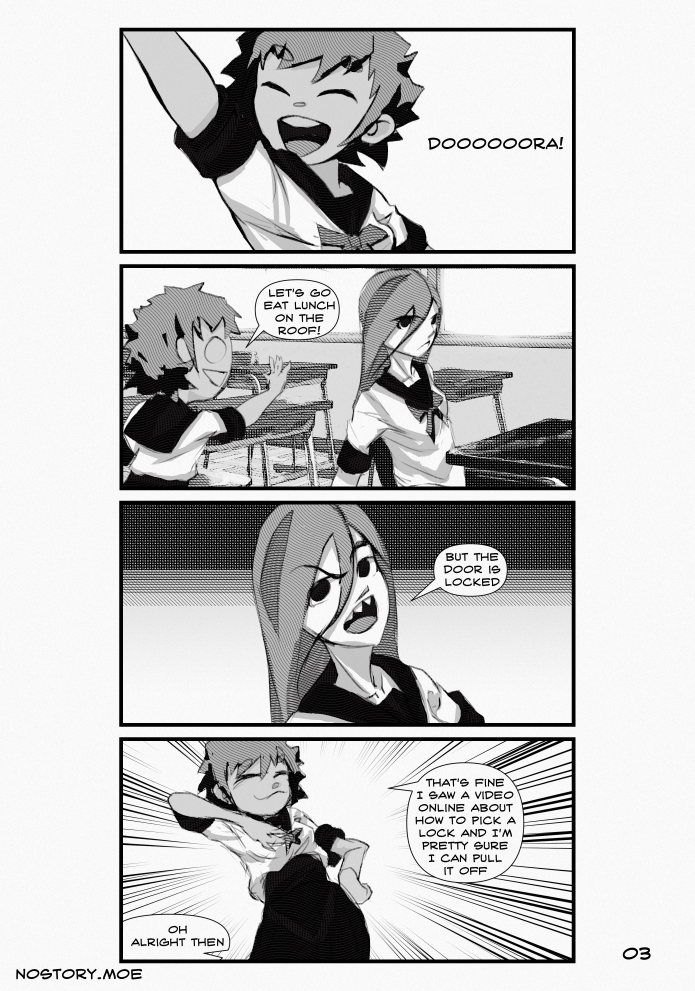 DOOOOOORA!
LET'S GO
EAT LUNCH
ON THE
ROOF!
BUT THE
DOOR IS
LOCKED
THAT'S FINE
I SAW A VIDEO
ONLINE ABOUT
HOW TO PICK A
LOCK AND I'M
PRETTY SURE
I CAN PULL
IT OFF
OH
ALRIGHT THEN
03
NOSTORY.MOE